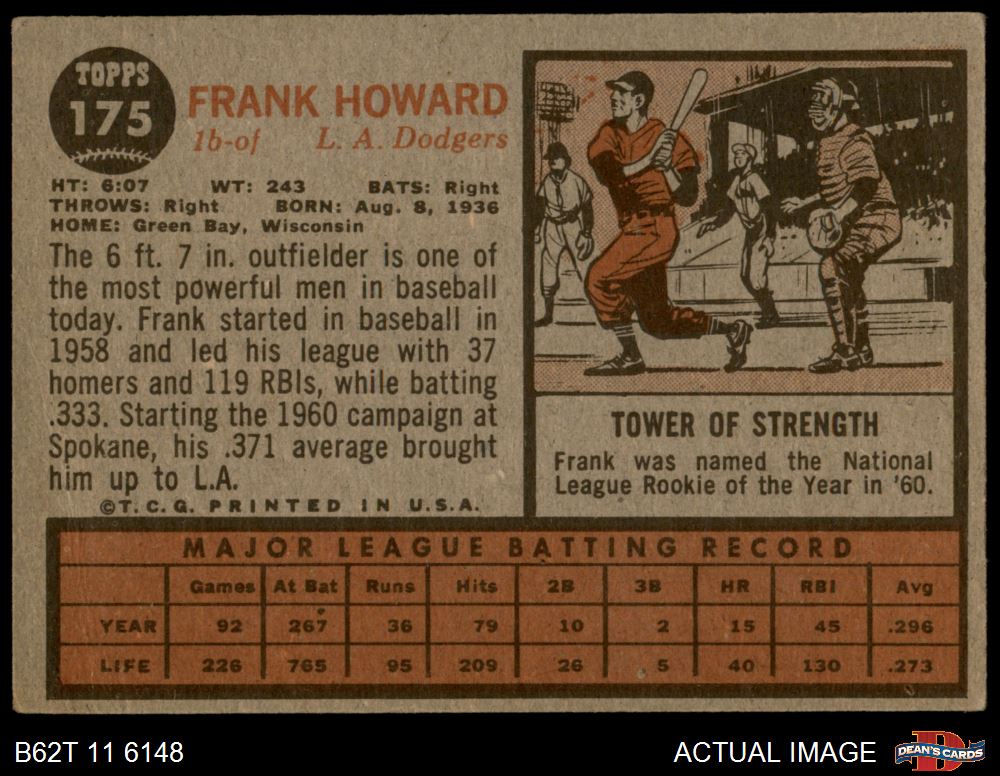 TOPPS
175
FRANK HOWARD
1b-of L. A. Dodgers
HT: 6:07 WT: 243 BATS: Right
THROWS: Right BORN: Aug. 8, 1936
HOME: Green Bay, Wisconsin
The 6 ft. 7 in. outfielder is one of
the most powerful men in baseball
today. Frank started in baseball in
1958 and led his league with 37
homers and 119 RBIs, while batting
.333. Starting the 1960 campaign at
Spokane, his .371 average brought
him up to L.A.
©T.C.G. PRINTED IN U.S.A.
TOWER OF STRENGTH
Frank was named the National
League Rookie of the Year in '60.
MAJOR LEAGUE BATTING RECORD
Games At Bat Runs Hits 2B 3B HR RBI Avg
YEAR 92 267 36 79 10 2 15 45 .296
LIFE 226 765 95 209 26 5 40 130 .273
B62T 11 6148
ACTUAL IMAGE
D
DEAN'S CARDS